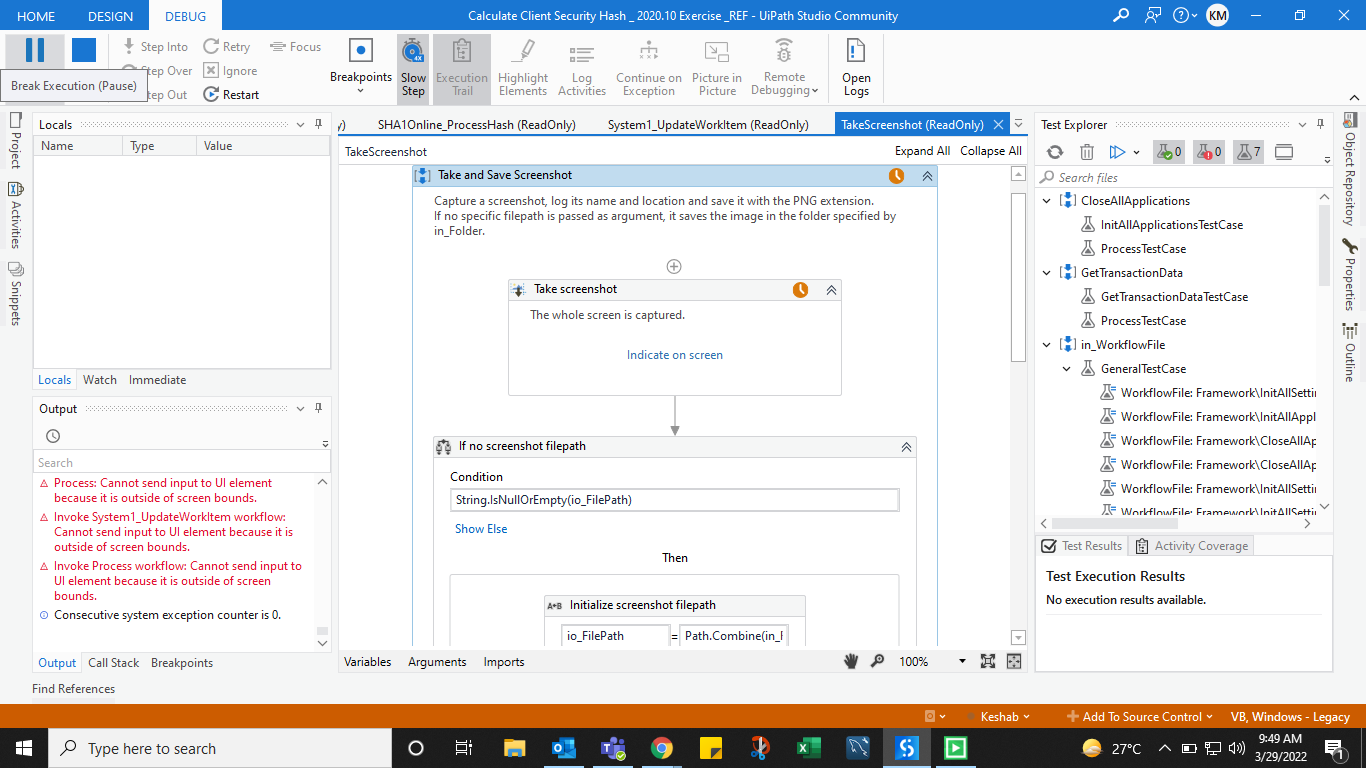 HOME DESIGN DEBUG
Calculate Client Security Hash _ 2020.10 Exercise _REF - UiPath Studio Community
KM
Step Into Retry Focus
Step Over Ignore
Step Out Restart
Break Execution (Pause)
Breakpoints
Slow
Step
Execution
Trail
Highlight
Elements
Log
Activities
Continue on
Exception
Picture in
Picture
Remote
Debugging
Open
Logs
Project
Activities
Snippets
Locals
Name Type Value
Locals Watch Immediate
Output
Search
Process: Cannot send input to UI element
because it is outside of screen bounds.
Invoke System1_UpdateWorkItem workflow:
Cannot send input to UI element because it is
outside of screen bounds.
Invoke Process workflow: Cannot send input to
UI element because it is outside of screen
bounds.
Consecutive system exception counter is 0.
Output Call Stack Breakpoints
Find References
y) SHA1Online_ProcessHash (ReadOnly) System1_UpdateWorkItem (ReadOnly) TakeScreenshot (ReadOnly)
TakeScreenshot Expand All Collapse All
Take and Save Screenshot
Capture a screenshot, log its name and location and save it with the PNG extension.
If no specific filepath is passed as argument, it saves the image in the folder specified by
in_Folder.
Take screenshot
The whole screen is captured.
Indicate on screen
If no screenshot filepath
Condition
String.IsNullOrEmpty(io_FilePath)
Show Else
Then
A*B Initialize screenshot filepath
io_FilePath = Path.Combine(in_F
Variables Arguments Imports 100%
Test Explorer
0 0 7
Search files
CloseAllApplications
InitAllApplicationsTestCase
ProcessTestCase
GetTransactionData
GetTransactionDataTestCase
ProcessTestCase
in_WorkflowFile
GeneralTestCase
WorkflowFile: Framework\InitAllSettin
WorkflowFile: Framework\InitAllAppl
WorkflowFile: Framework\CloseAllAp
WorkflowFile: Framework\CloseAllAp
WorkflowFile: Framework\InitAllSettin
WorkflowFile: Framework\InitAllSettin
Test Results Activity Coverage
Test Execution Results
No execution results available.
Object Repository
Properties
Outline
Keshab Add To Source Control VB, Windows - Legacy
Type here to search
27°C
9:49 AM
3/29/2022
1